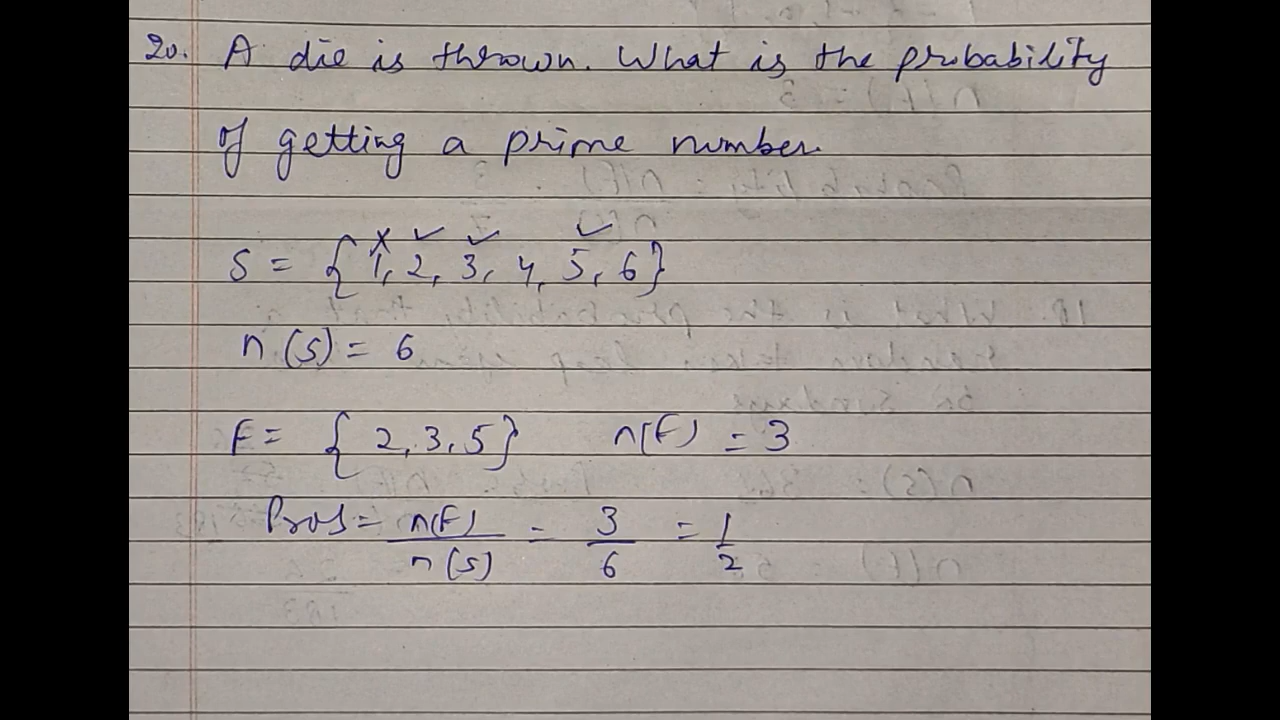 20. A die is thrown. What is the probability
of getting a prime number.
S = {1, 2, 3, 4, 5, 6}
n(S) = 6
F = {2, 3, 5} n(F) = 3
Prob = n(F)/n(S) = 3/6 = 1/2